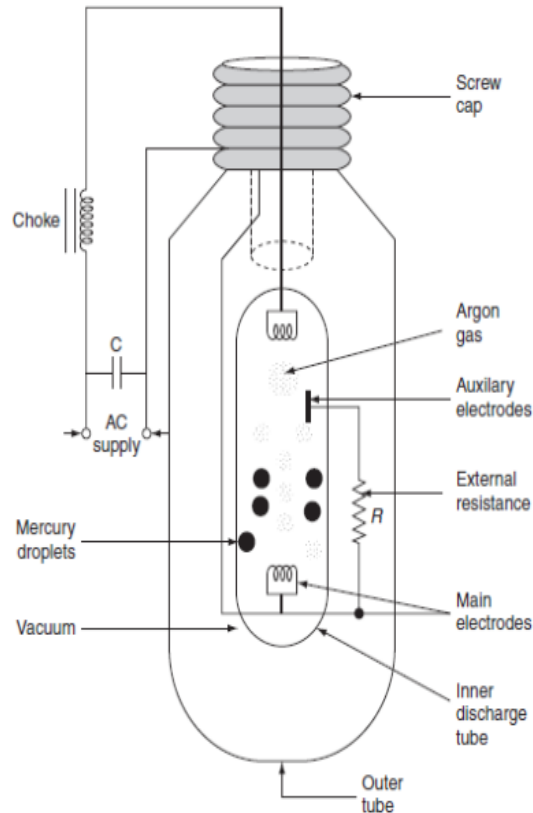 Screw
cap
Choke
Argon
gas
C
Auxilary
electrodes
AC
supply
External
resistance
R
Mercury
droplets
Main
electrodes
Vacuum
Inner
discharge
tube
Outer
tube